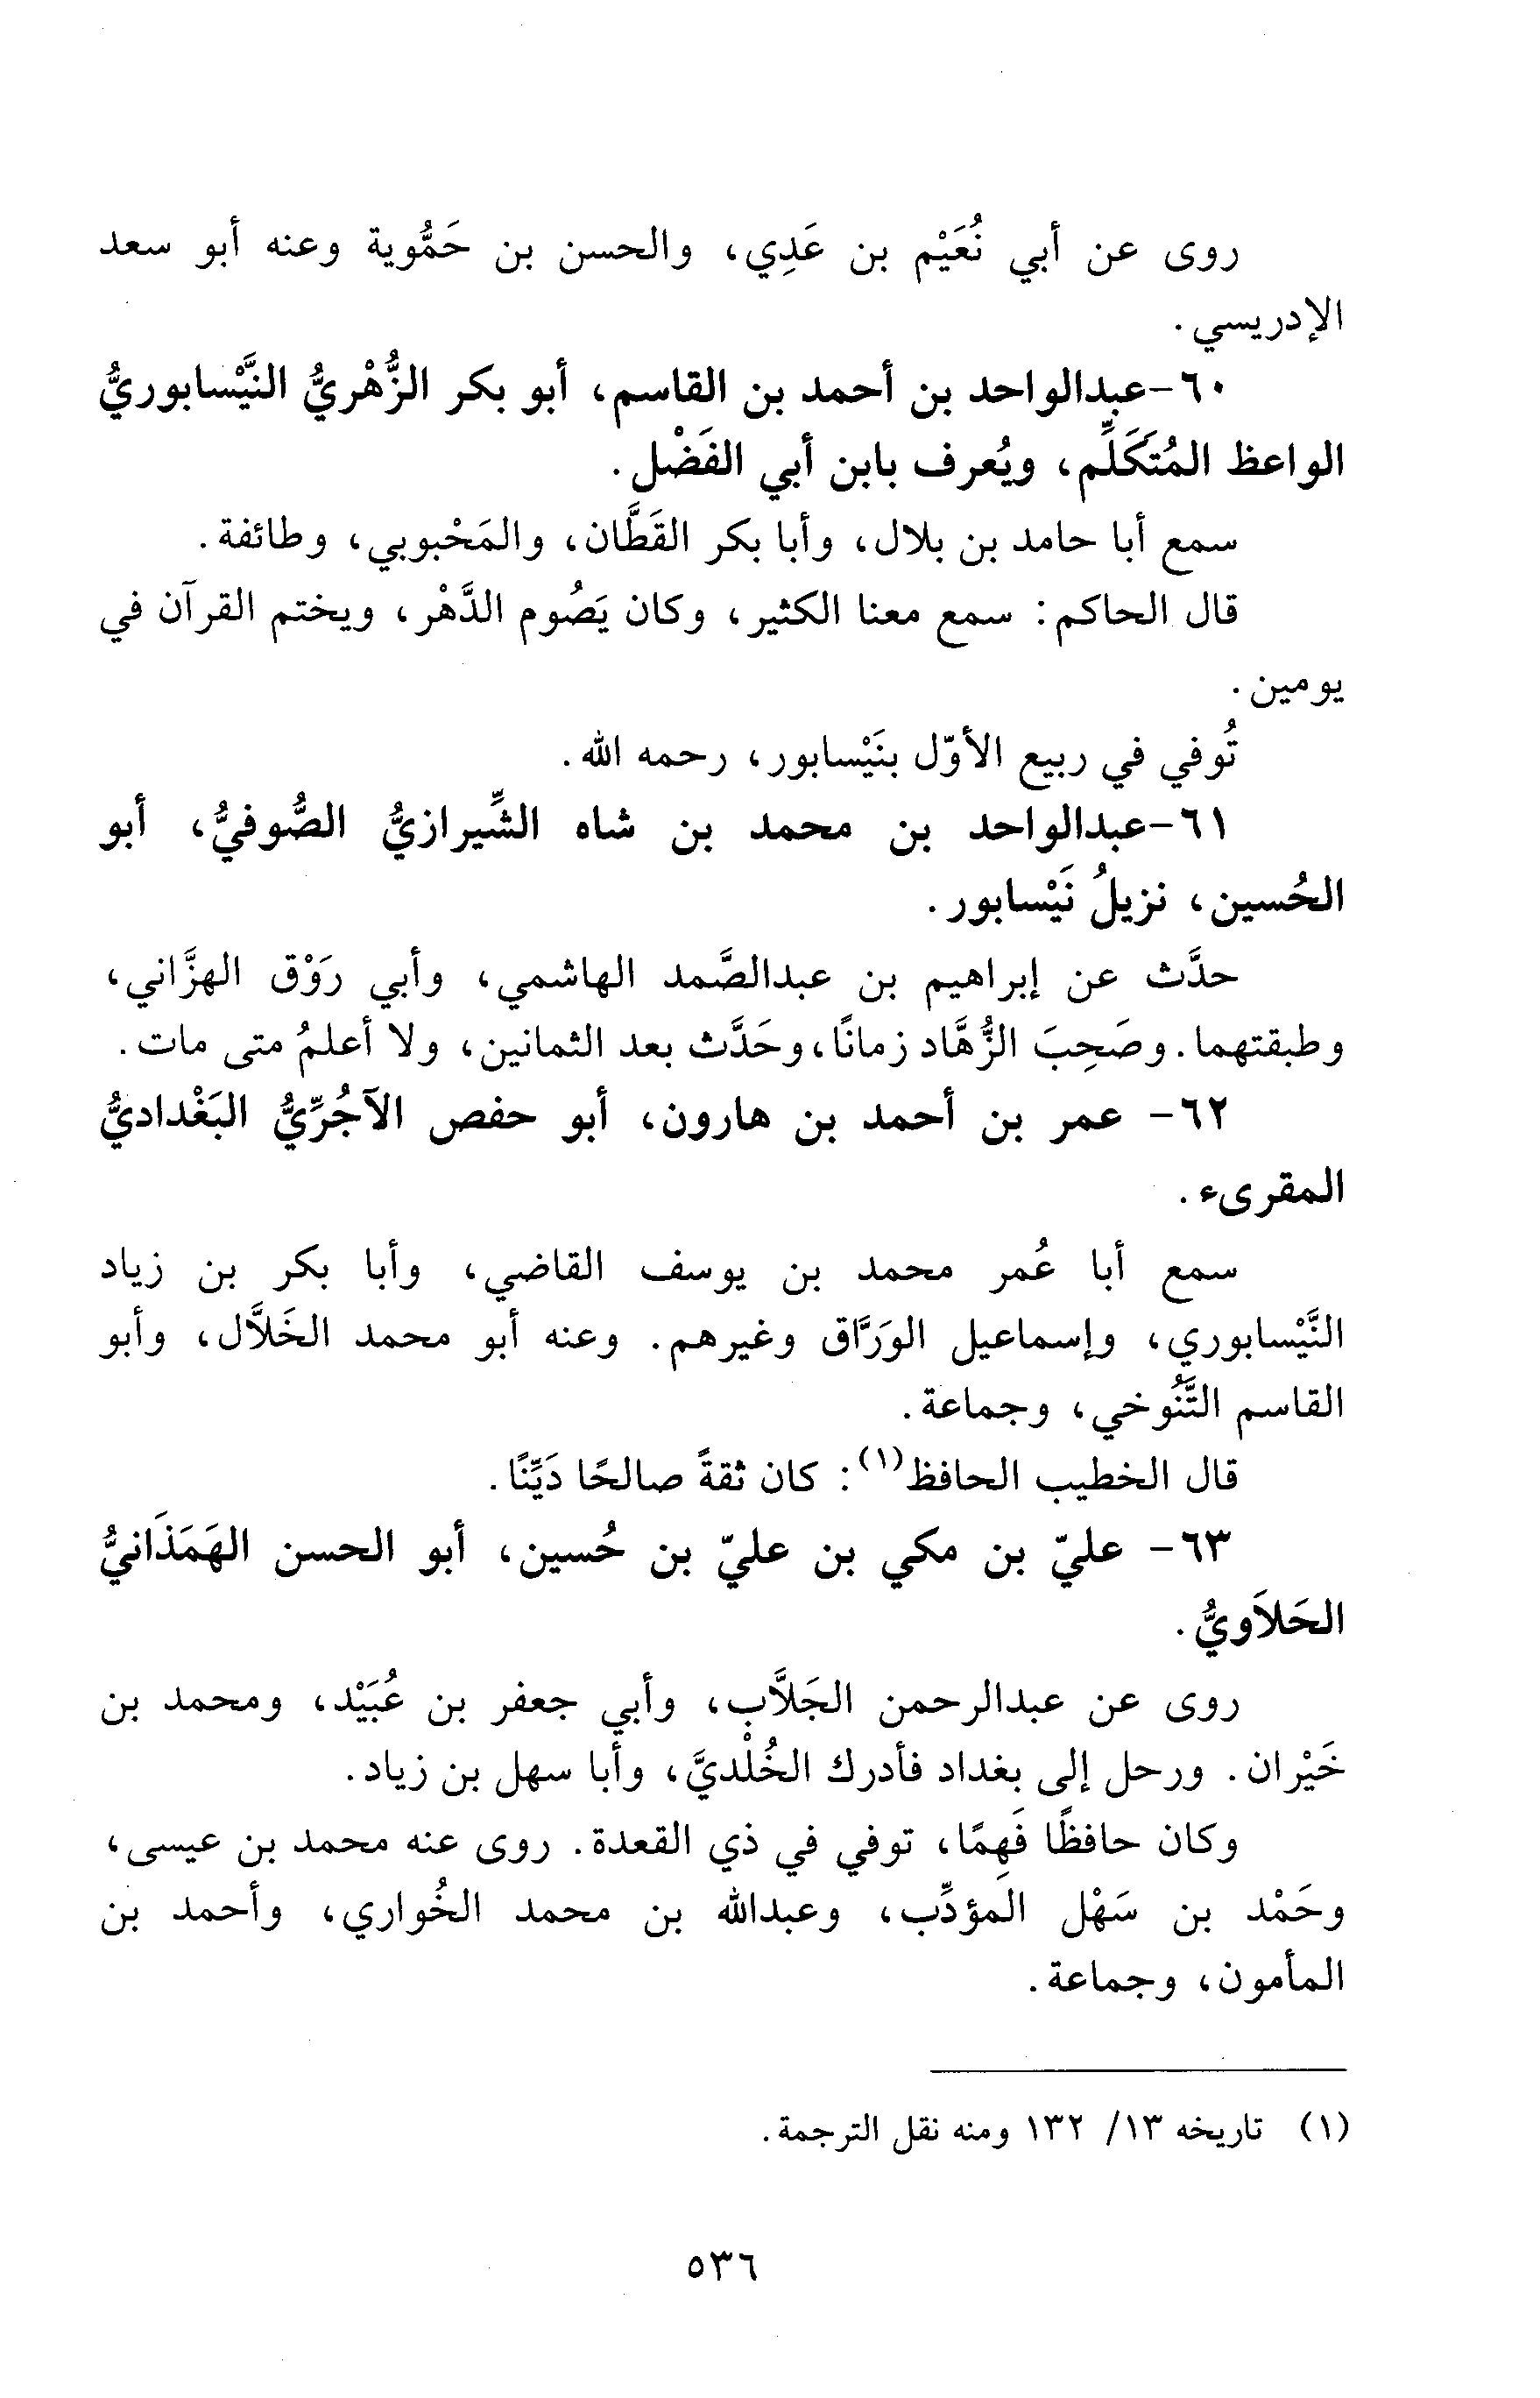 روى عن أبي نُعَيْم بن عَدِي، والحسن بن حَمُّوية وعنه أبو سعد
الإدريسي.
٦٠-عبدالواحد بن أحمد بن القاسم، أبو بكر الزُّهْريُّ النَّيْسابوريُّ
الواعظ المُتَكَلِّم، ويُعرف بابن أبي الفَضْل.
سمع أبا حامد بن بلال، وأبا بكر القَطَّان، والمَحْبوبي، وطائفة.
قال الحاكم: سمع معنا الكثير، وكان يَصُوم الدَّهْر، ويختم القرآن في
يومين.
تُوفي في ربيع الأوّل بنَيْسابور، رحمه الله.
٦١-عبدالواحد بن محمد بن شاه الشِّيرازيُّ الصُّوفيُّ، أبو
الحُسين، نزيلُ نَيْسابور.
حدَّث عن إبراهيم بن عبدالصَّمد الهاشمي، وأبي رَوْق الهزَّاني،
وطبقتهما. وصَحِبَ الزُّهَّاد زمانًا، وحَدَّث بعد الثمانين، ولا أعلمُ متى مات.
٦٢- عمر بن أحمد بن هارون، أبو حفص الآجُرِّيُّ البَغْداديُّ
المقرىء.
سمع أبا عُمر محمد بن يوسف القاضي، وأبا بكر بن زياد
النَّيْسابوري، وإسماعيل الورَرَّاق وغيرهم. وعنه أبو محمد الخَلاَّل، وأبو
القاسم التَّنُوخي، وجماعة.
قال الخطيب الحافظ(١): كان ثقةً صالحًا دَيِّنًا.
٦٣- عليّ بن مكي بن عليّ بن حُسين، أبو الحسن الهَمَذَانيُّ
الحَلاَويُّ.
روى عن عبدالرحمن الجَلاَّب، وأبي جعفر بن عُبَيْد، ومحمد بن
خَيْران. ورحل إلى بغداد فأدرك الخُلْديَّ، وأبا سهل بن زياد.
وكان حافظًا فَهِمًا، توفي في ذي القعدة. روى عنه محمد بن عيسى،
وحَمْد بن سَهْل المؤدِّب، وعبدالله بن محمد الخُواري، وأحمد بن
المأمون، وجماعة.
(١) تاريخه ١٣/ ١٣٢ ومنه نقل الترجمة.
٥٣٦